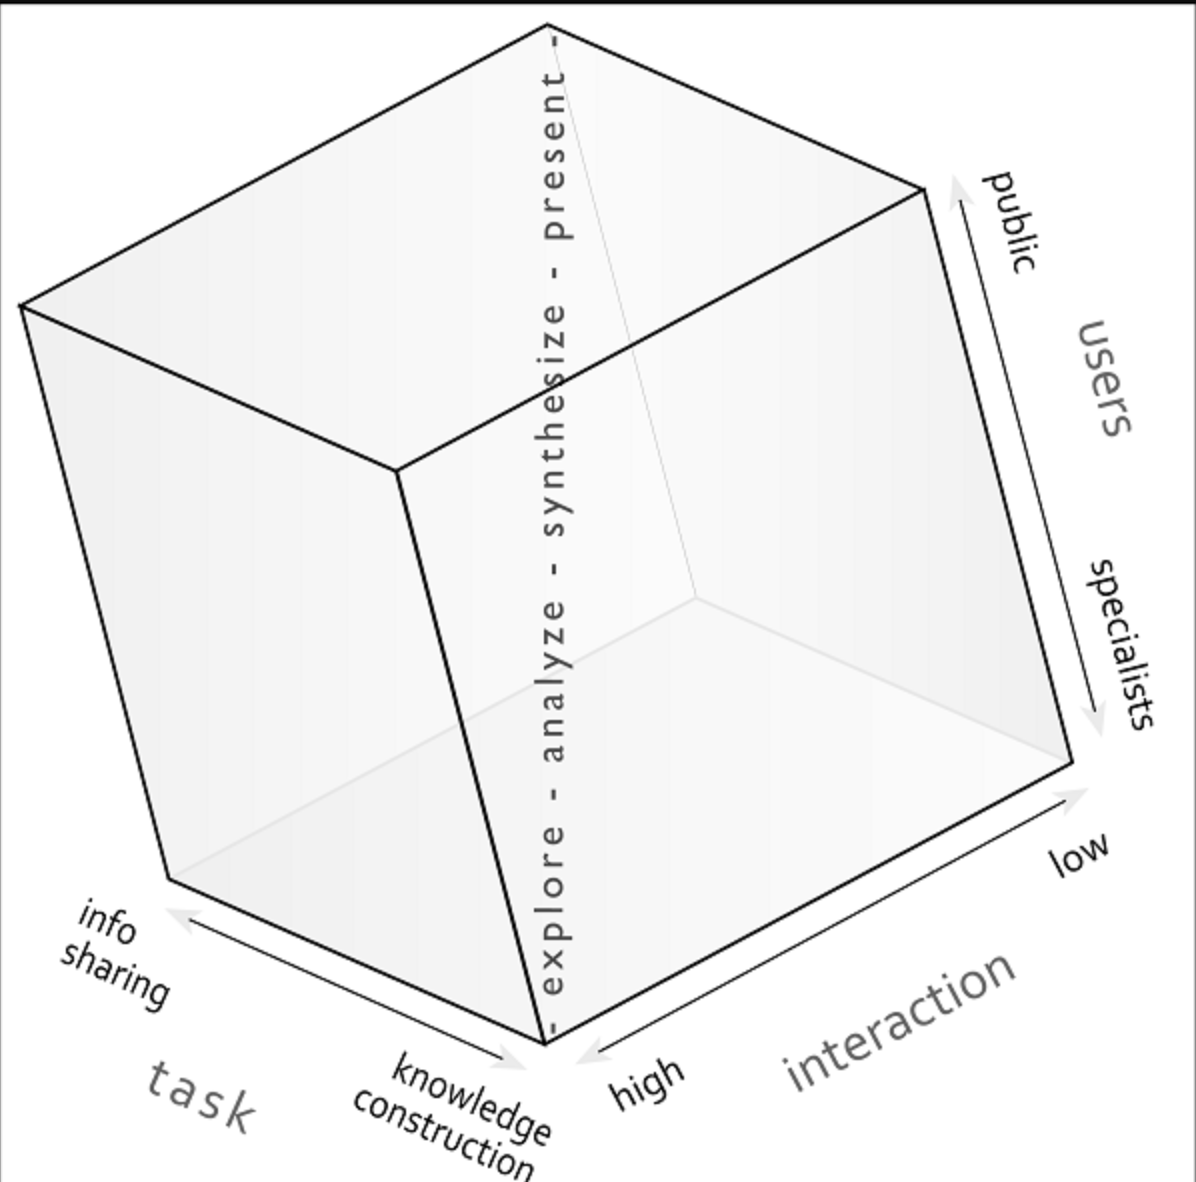 - explore - analyze - synthesize - present -
public
users
specialists
low
interaction
high
info
sharing
task
knowledge
construction